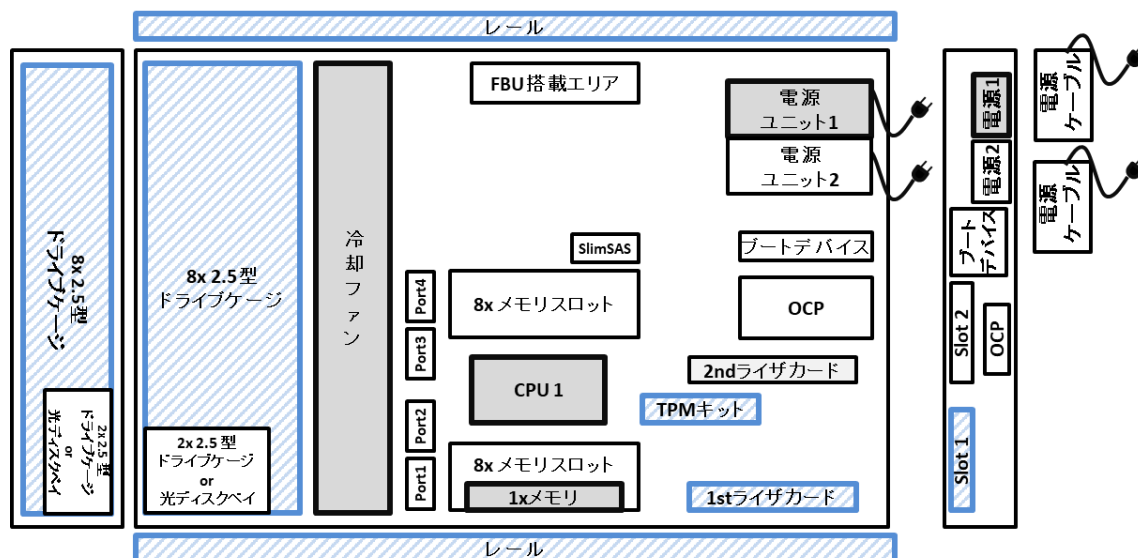 レール
8x 2.5型
ドライブケージ
2x 2.5型
ドライブケージ
or
光ディスクベイ
8x 2.5型
ドライブケージ
2x 2.5型
ドライブケージ
or
光ディスクベイ
冷却ファン
FBU搭載エリア
電源
ユニット1
電源
ユニット2
SlimSAS
ブートデバイス
Port4
Port3
Port2
Port1
8xメモリスロット
OCP
CPU 1
2ndライザカード
TPMキット
8xメモリスロット
1xメモリ
1stライザカード
電源1
電源2
ブート
デバイス
Slot 2
OCP
Slot 1
電源
ケーブル
電源
ケーブル
レール